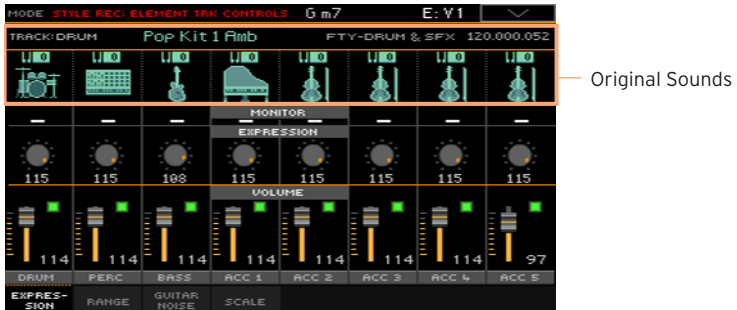 MODE STYLE REC: ELEMENT TRK CONTROLS G m7 E: V1
TRACK: DRUM Pop Kit 1 Amb FTY-DRUM & SFX 120.000.052
0 0 0 0 0 0 0 0
Original Sounds
MONITOR
EXPRESSION
115 115 108 115 115 115 115 115
VOLUME
114 114 114 114 114 114 114 97
DRUM PERC BASS ACC 1 ACC 2 ACC 3 ACC 4 ACC 5
EXPRES-
SION
RANGE
GUITAR
NOISE
SCALE